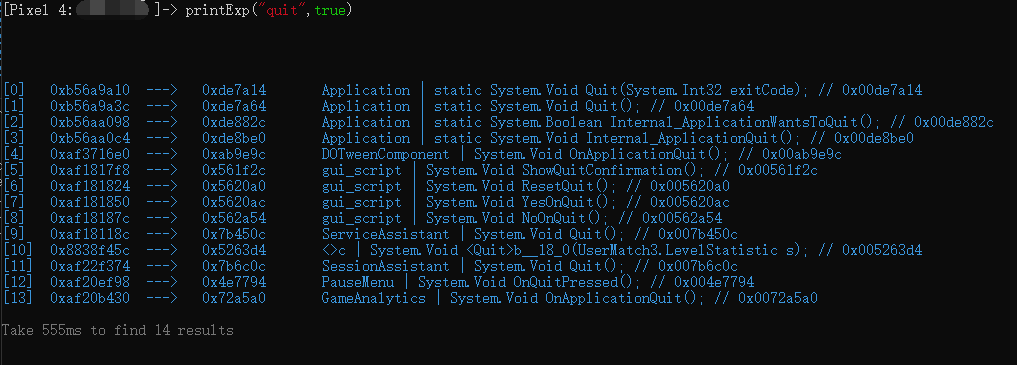 [Pixel 4: ]-> printExp("quit",true)
[0] 0xb56a9a10 ---> 0xde7a14 Application | static System.Void Quit(System.Int32 exitCode); // 0x00de7a14
[1] 0xb56a9a3c ---> 0xde7a64 Application | static System.Void Quit(); // 0x00de7a64
[2] 0xb56aa098 ---> 0xde882c Application | static System.Boolean Internal_ApplicationWantsToQuit(); // 0x00de882c
[3] 0xb56aa0c4 ---> 0xde8be0 Application | static System.Void Internal_ApplicationQuit(); // 0x00de8be0
[4] 0xaf3716e0 ---> 0xab9e9c DOTweenComponent | System.Void OnApplicationQuit(); // 0x00ab9e9c
[5] 0xaf1817f8 ---> 0x561f2c gui_script | System.Void ShowQuitConfirmation(); // 0x00561f2c
[6] 0xaf181824 ---> 0x5620a0 gui_script | System.Void ResetQuit(); // 0x005620a0
[7] 0xaf181850 ---> 0x5620ac gui_script | System.Void YesOnQuit(); // 0x005620ac
[8] 0xaf18187c ---> 0x562a54 gui_script | System.Void NoOnQuit(); // 0x00562a54
[9] 0xaf18118c ---> 0x7b450c ServiceAssistant | System.Void Quit(); // 0x007b450c
[10] 0x8838f45c ---> 0x5263d4 <>c | System.Void <Quit>b__18_0(UserMatch3.LevelStatistic s); // 0x005263d4
[11] 0xaf22f374 ---> 0x7b6c0c SessionAssistant | System.Void Quit(); // 0x007b6c0c
[12] 0xaf20ef98 ---> 0x4e7794 PauseMenu | System.Void OnQuitPressed(); // 0x004e7794
[13] 0xaf20b430 ---> 0x72a5a0 GameAnalytics | System.Void OnApplicationQuit(); // 0x0072a5a0
Take 555ms to find 14 results